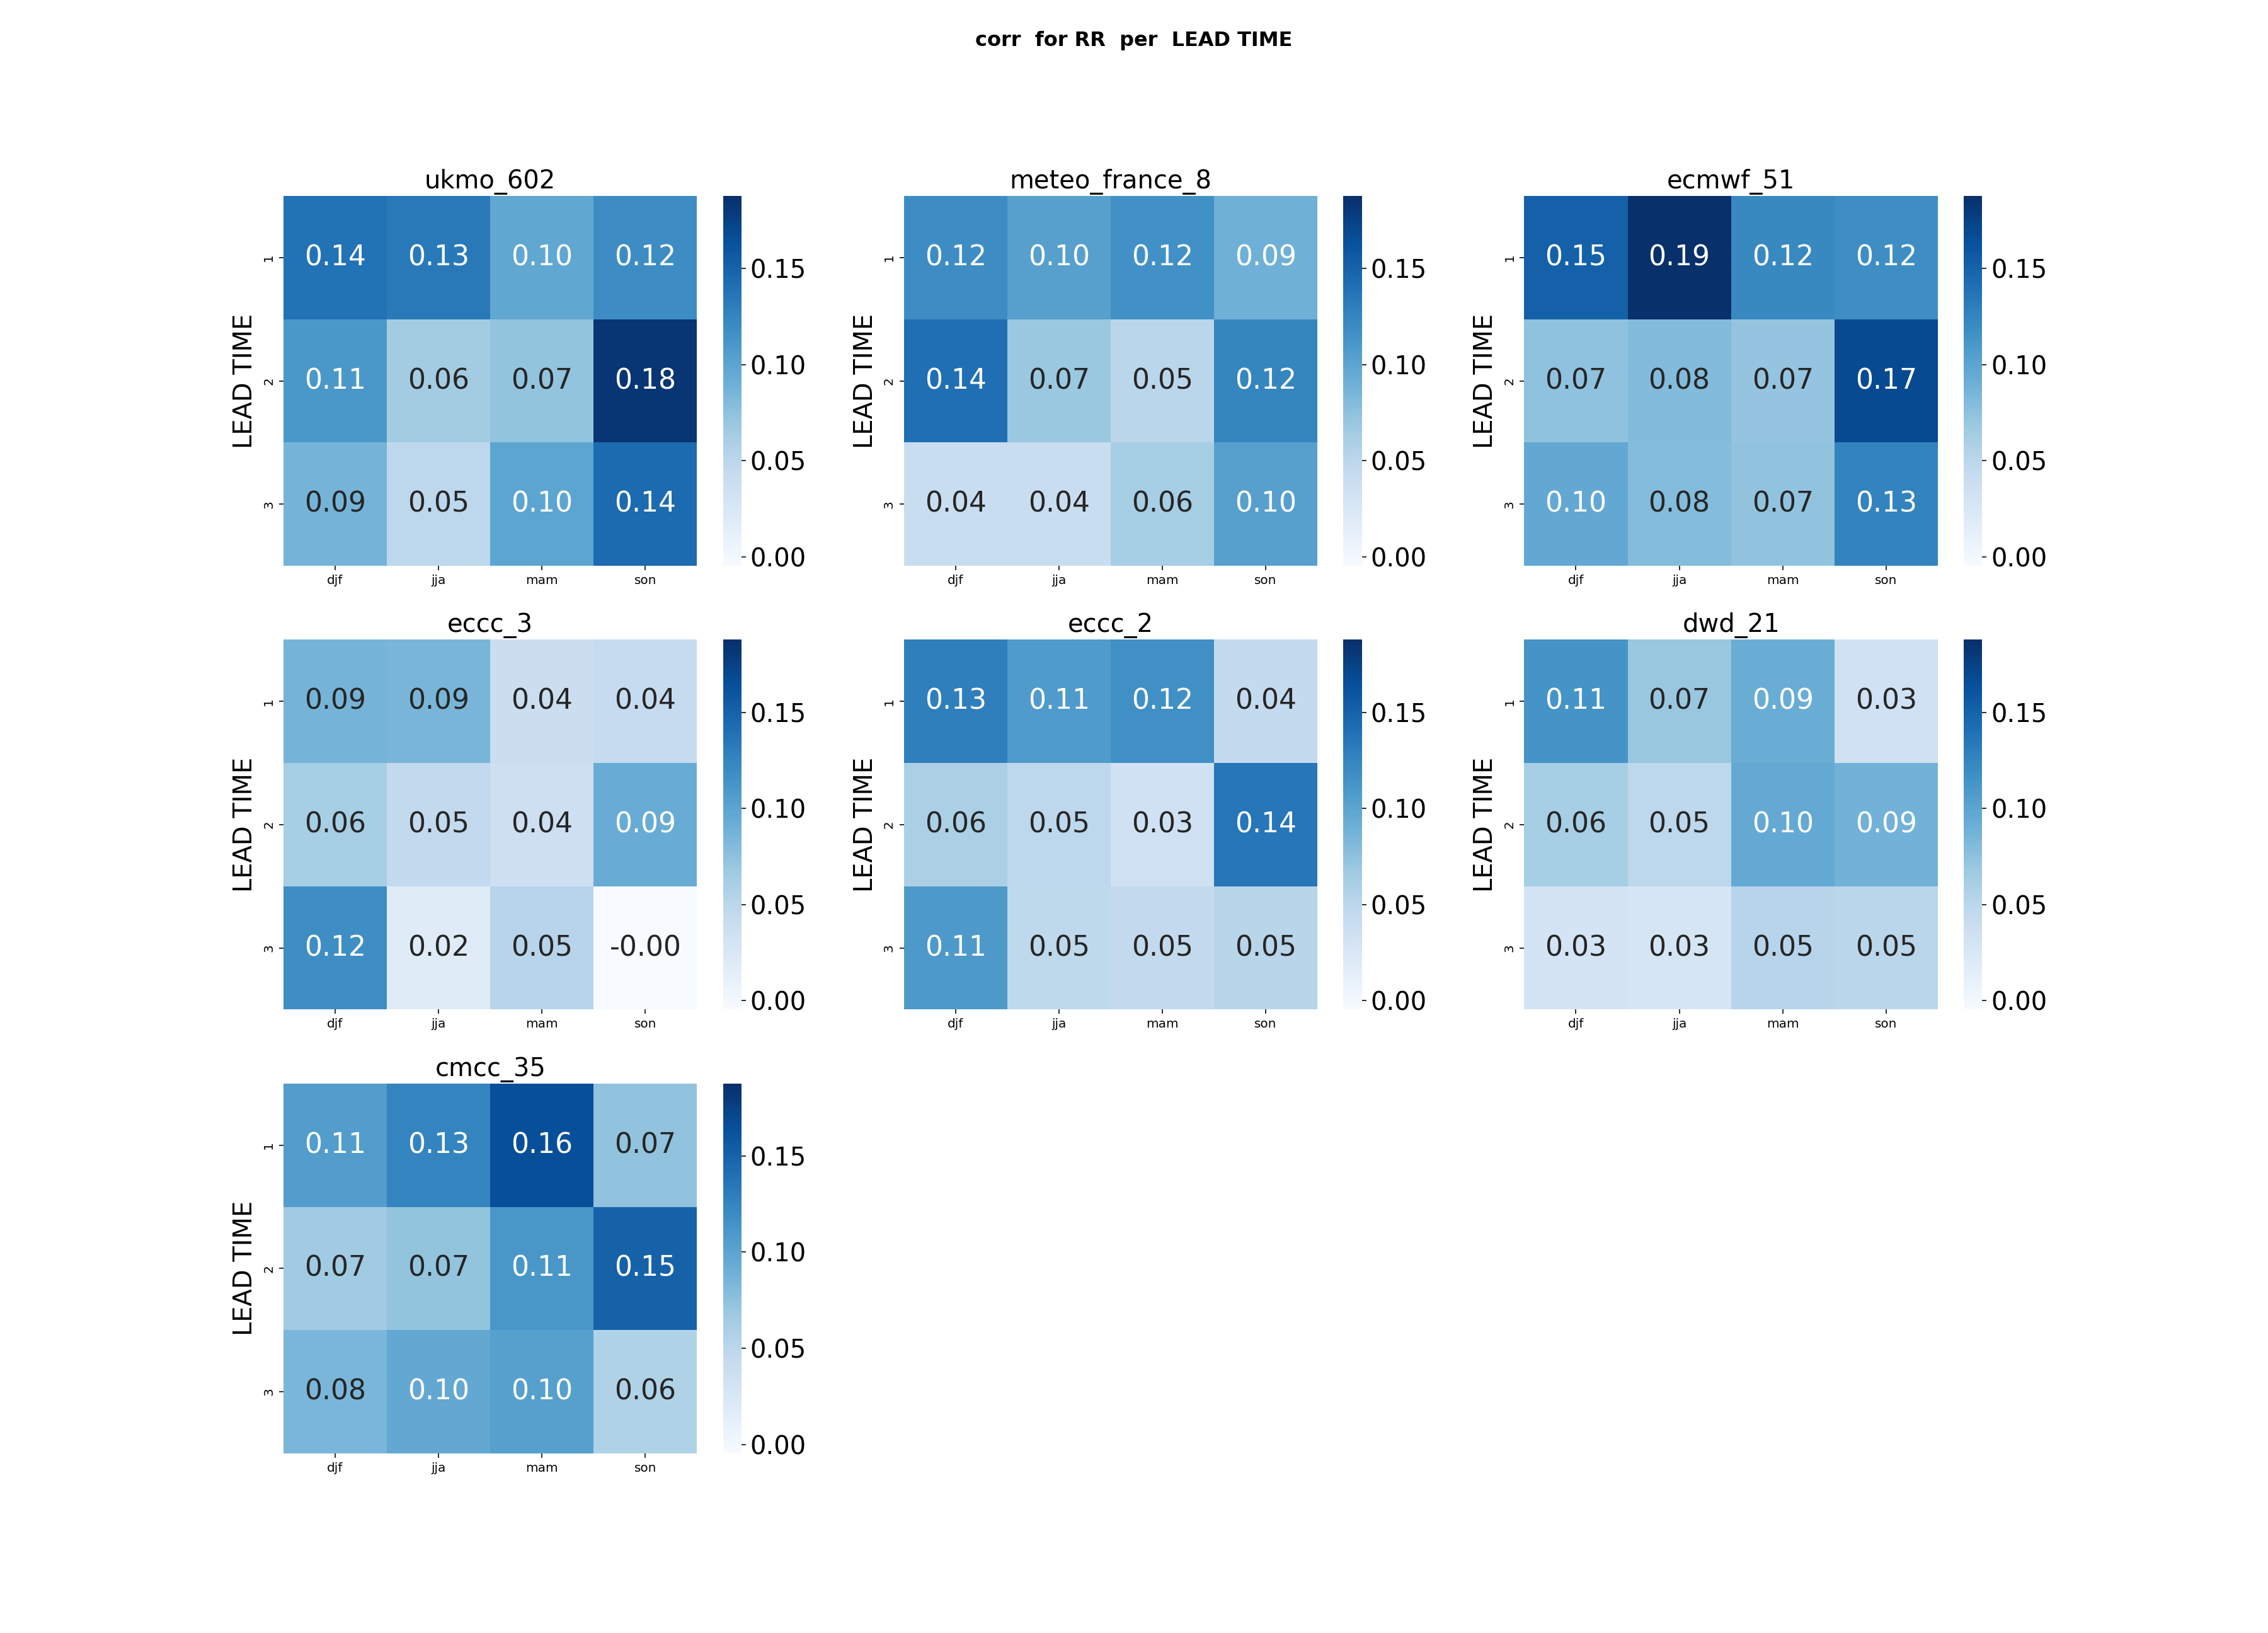 corr  for RR  per  LEAD TIME
ukmo_602
LEAD TIME
1
0.14 0.13 0.10 0.12
2
0.11 0.06 0.07 0.18
3
0.09 0.05 0.10 0.14
djf jja mam son
0.15
0.10
0.05
0.00
meteo_france_8
LEAD TIME
1
0.12 0.10 0.12 0.09
2
0.14 0.07 0.05 0.12
3
0.04 0.04 0.06 0.10
djf jja mam son
0.15
0.10
0.05
0.00
ecmwf_51
LEAD TIME
1
0.15 0.19 0.12 0.12
2
0.07 0.08 0.07 0.17
3
0.10 0.08 0.07 0.13
djf jja mam son
0.15
0.10
0.05
0.00
eccc_3
LEAD TIME
1
0.09 0.09 0.04 0.04
2
0.06 0.05 0.04 0.09
3
0.12 0.02 0.05 -0.00
djf jja mam son
0.15
0.10
0.05
0.00
eccc_2
LEAD TIME
1
0.13 0.11 0.12 0.04
2
0.06 0.05 0.03 0.14
3
0.11 0.05 0.05 0.05
djf jja mam son
0.15
0.10
0.05
0.00
dwd_21
LEAD TIME
1
0.11 0.07 0.09 0.03
2
0.06 0.05 0.10 0.09
3
0.03 0.03 0.05 0.05
djf jja mam son
0.15
0.10
0.05
0.00
cmcc_35
LEAD TIME
1
0.11 0.13 0.16 0.07
2
0.07 0.07 0.11 0.15
3
0.08 0.10 0.10 0.06
djf jja mam son
0.15
0.10
0.05
0.00